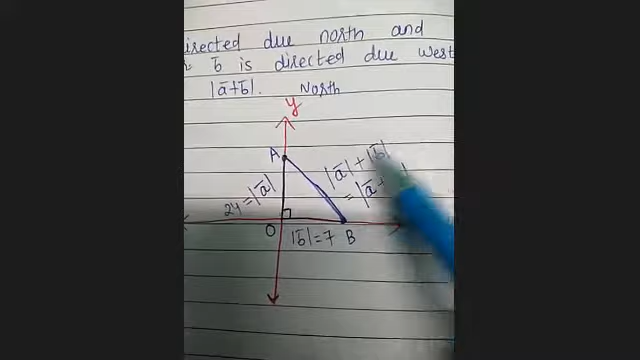 directed due north and
b̄ is directed due west
|ā+b̄|. North
y
A
|ā|+|b̄|
24=|ā|
=|ā+
O |b̄|=7 B